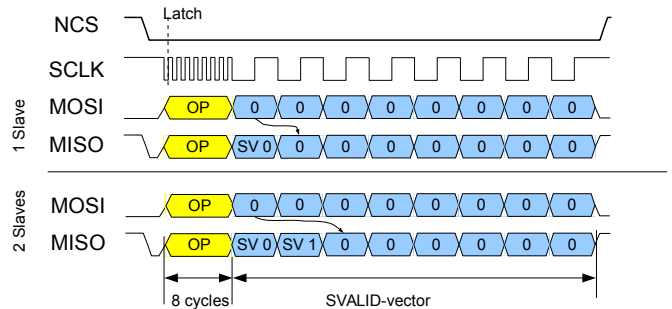 Latch
NCS
SCLK
1 Slave
MOSI OP 0 0 0 0 0 0 0 0
MISO OP SV 0 0 0 0 0 0 0 0
2 Slaves
MOSI OP 0 0 0 0 0 0 0 0
MISO OP SV 0 SV 1 0 0 0 0 0 0
8 cycles SVALID-vector